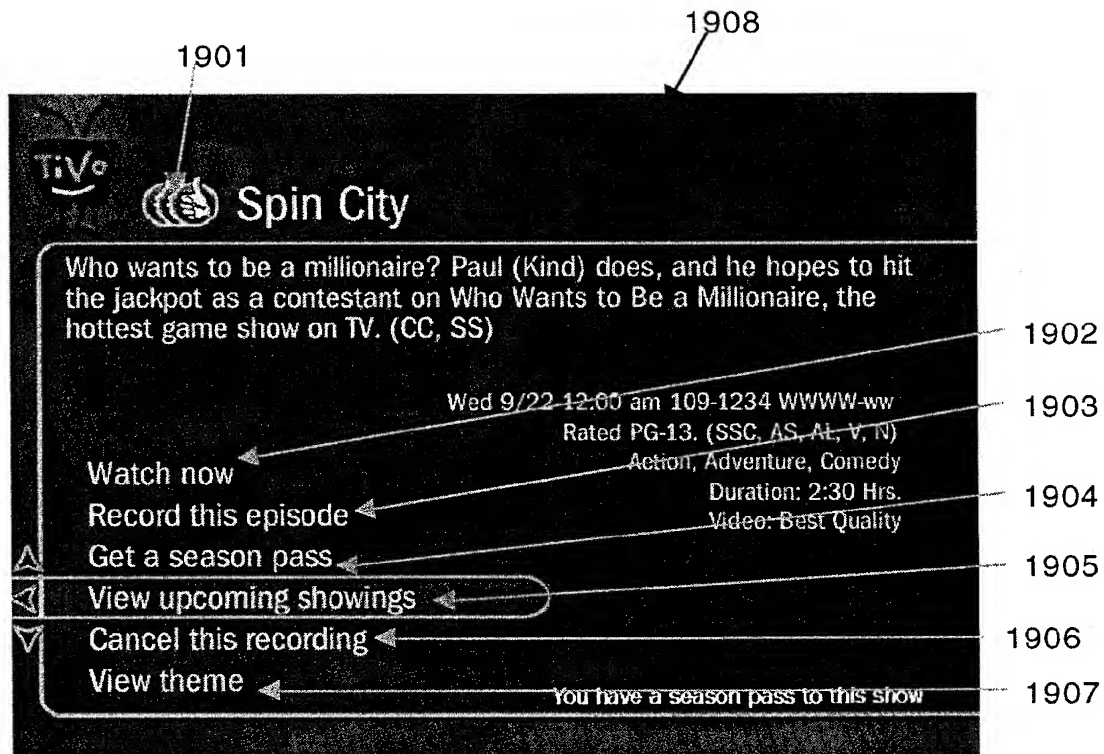 1908
1901
TiVo
Spin City
Who wants to be a millionaire? Paul (Kind) does, and he hopes to hit
the jackpot as a contestant on Who Wants to Be a Millionaire, the
hottest game show on TV. (CC, SS)
1902
Wed 9/22 12:00 am 109-1234 WWWW-ww
1903
Rated PG-13. (SSC, AS, AL, V, N)
Action, Adventure, Comedy
Watch now
Duration: 2:30 Hrs.
1904
Record this episode
Video: Best Quality
Get a season pass
1905
View upcoming showings
Cancel this recording
1906
View theme
You have a season pass to this show
1907